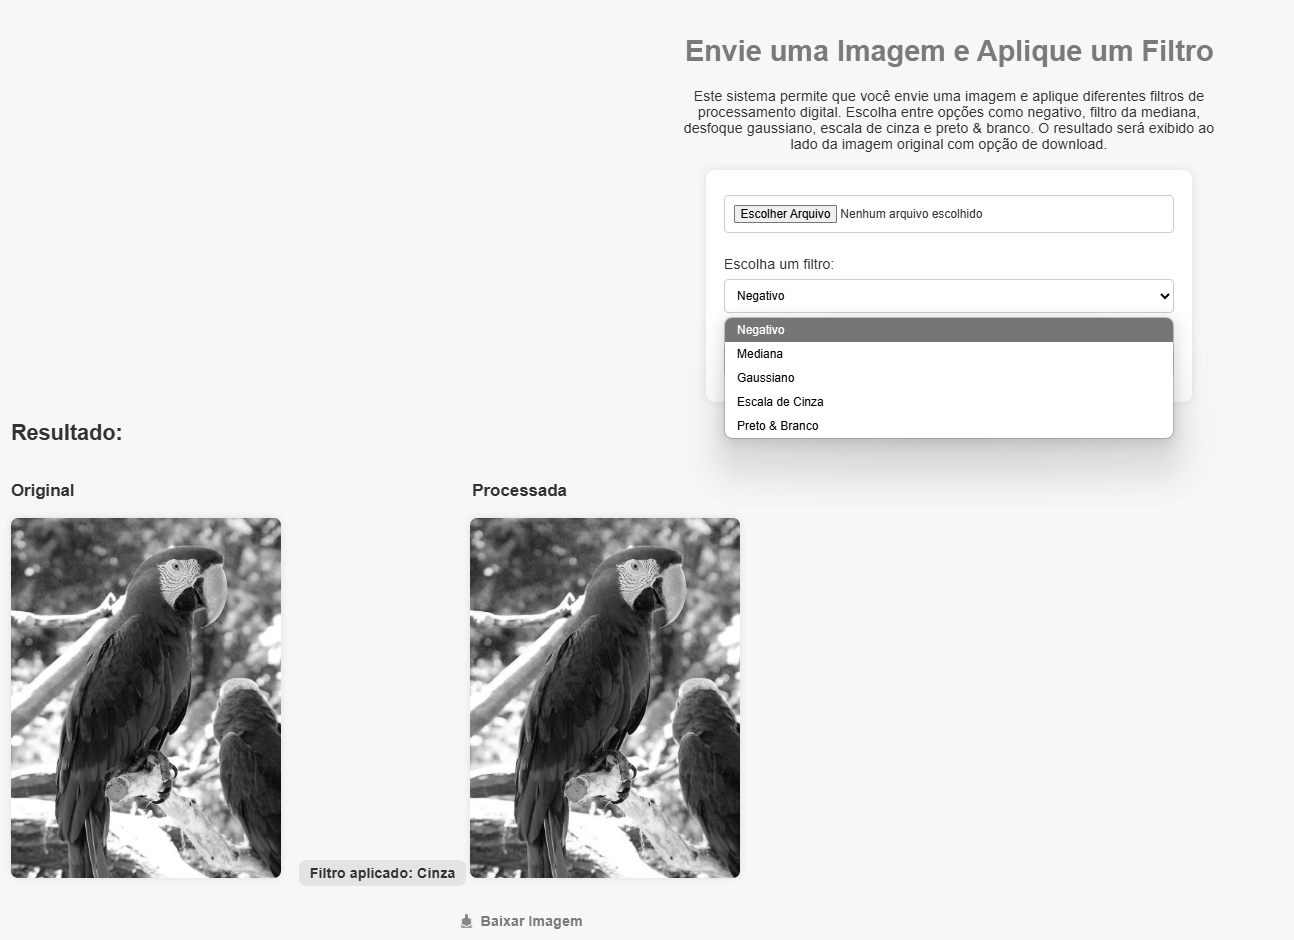 Envie uma Imagem e Aplique um Filtro
Este sistema permite que você envie uma imagem e aplique diferentes filtros de
processamento digital. Escolha entre opções como negativo, filtro da mediana,
desfoque gaussiano, escala de cinza e preto & branco. O resultado será exibido ao
lado da imagem original com opção de download.
Escolher Arquivo Nenhum arquivo escolhido
Escolha um filtro:
Negativo
Negativo
Mediana
Gaussiano
Escala de Cinza
Preto & Branco
Resultado:
Original
Processada
Filtro aplicado: Cinza
Baixar Imagem